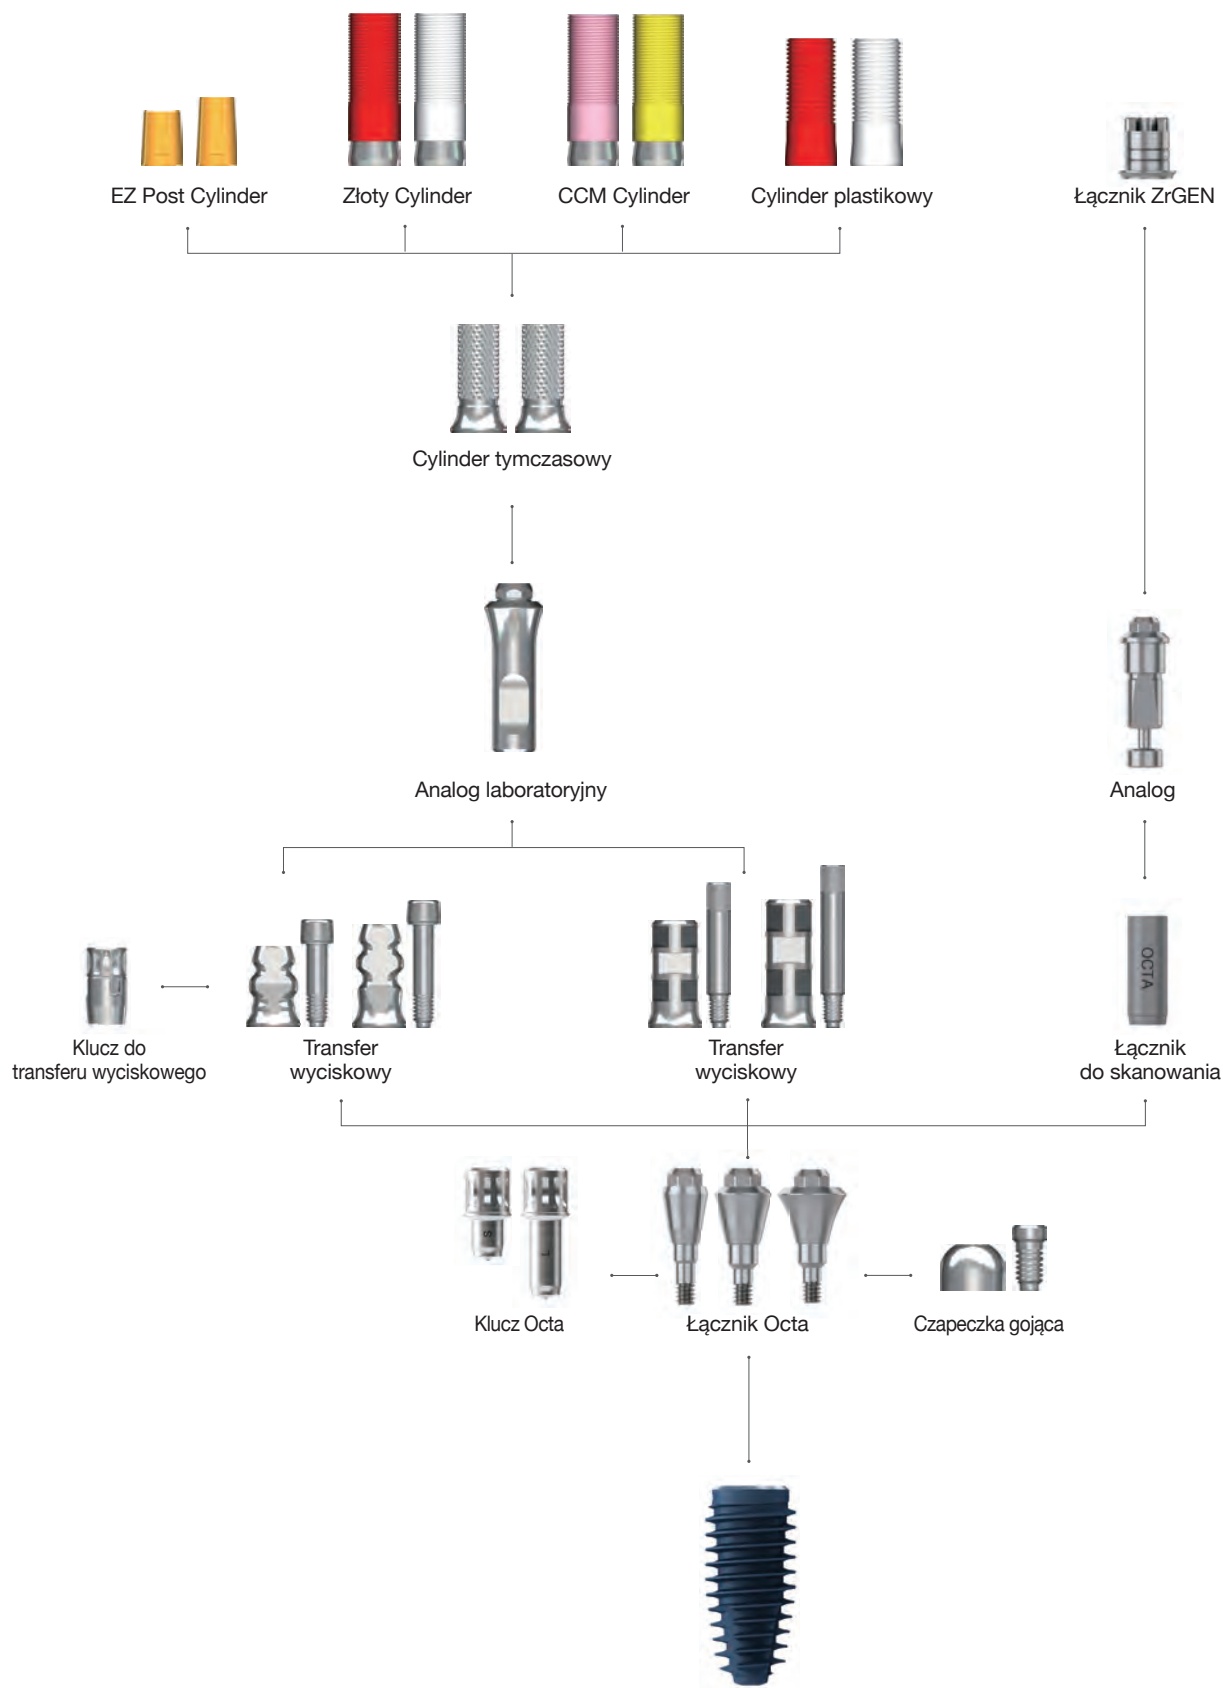 EZ Post Cylinder
Złoty Cylinder
CCM Cylinder
Cylinder plastikowy
Łącznik ZrGEN
Cylinder tymczasowy
Analog laboratoryjny
Analog
OCTA
Klucz do
transferu wyciskowego
Transfer
wyciskowy
Transfer
wyciskowy
Łącznik
do skanowania
S
L
Klucz Octa
Łącznik Octa
Czapeczka gojąca